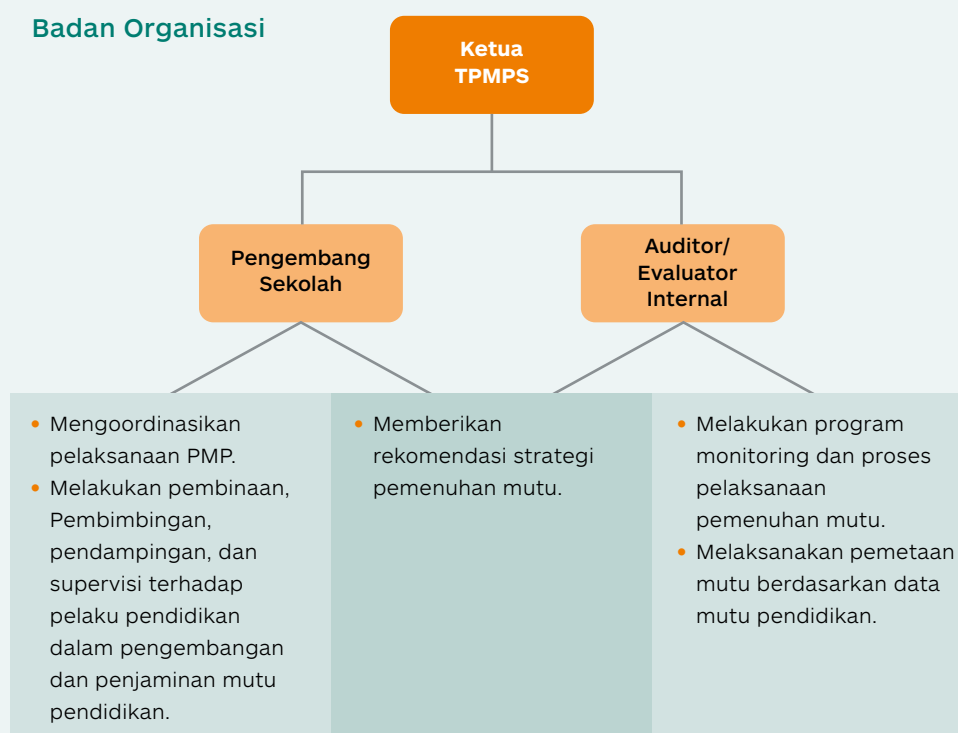 Badan Organisasi
Ketua
TPMPS
Pengembang
Sekolah
Auditor/
Evaluator
Internal
• Mengoordinasikan
pelaksanaan PMP.
• Melakukan pembinaan,
Pembimbingan,
pendampingan, dan
supervisi terhadap
pelaku pendidikan
dalam pengembangan
dan penjaminan mutu
pendidikan.
• Memberikan
rekomendasi strategi
pemenuhan mutu.
• Melakukan program
monitoring dan proses
pelaksanaan
pemenuhan mutu.
• Melaksanakan pemetaan
mutu berdasarkan data
mutu pendidikan.